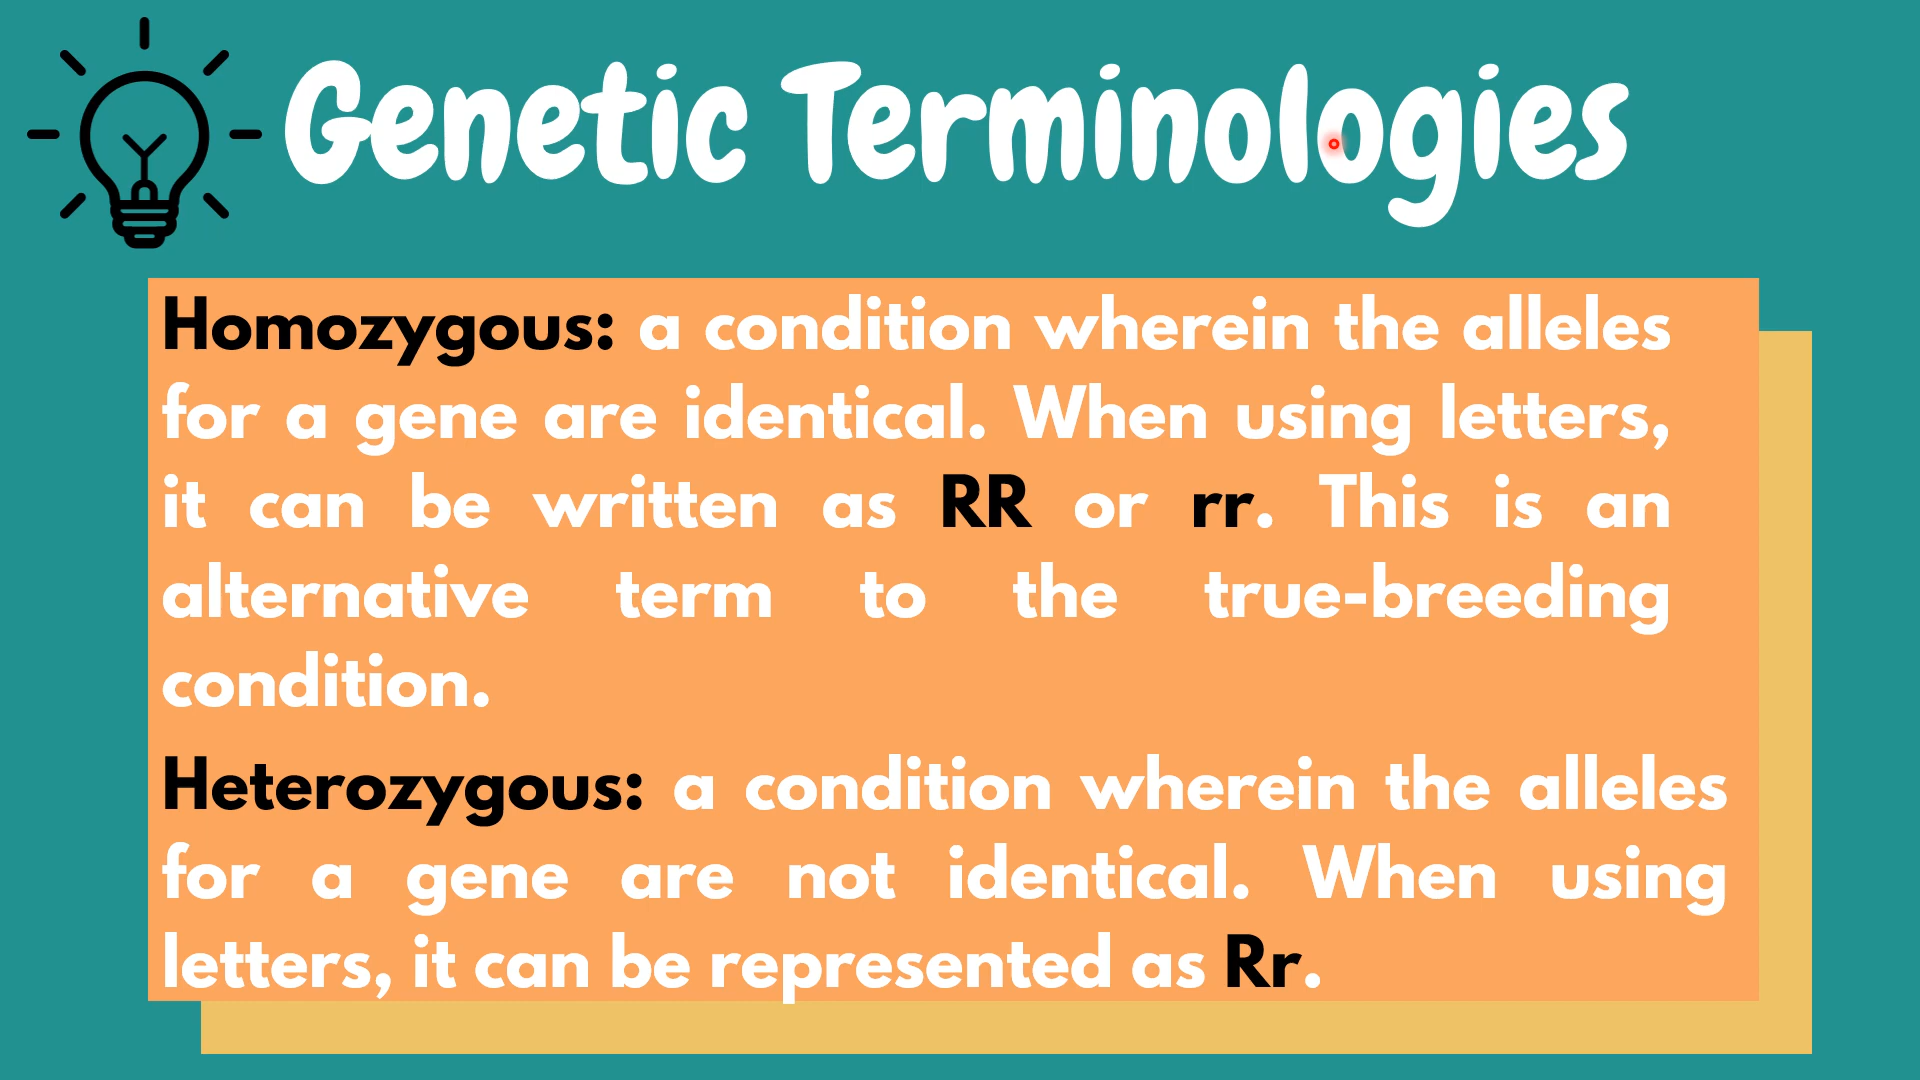 Genetic Terminologies
Homozygous: a condition wherein the alleles
for a gene are identical. When using letters,
it can be written as RR or rr. This is an
alternative term to the true-breeding
condition.
Heterozygous: a condition wherein the alleles
for a gene are not identical. When using
letters, it can be represented as Rr.